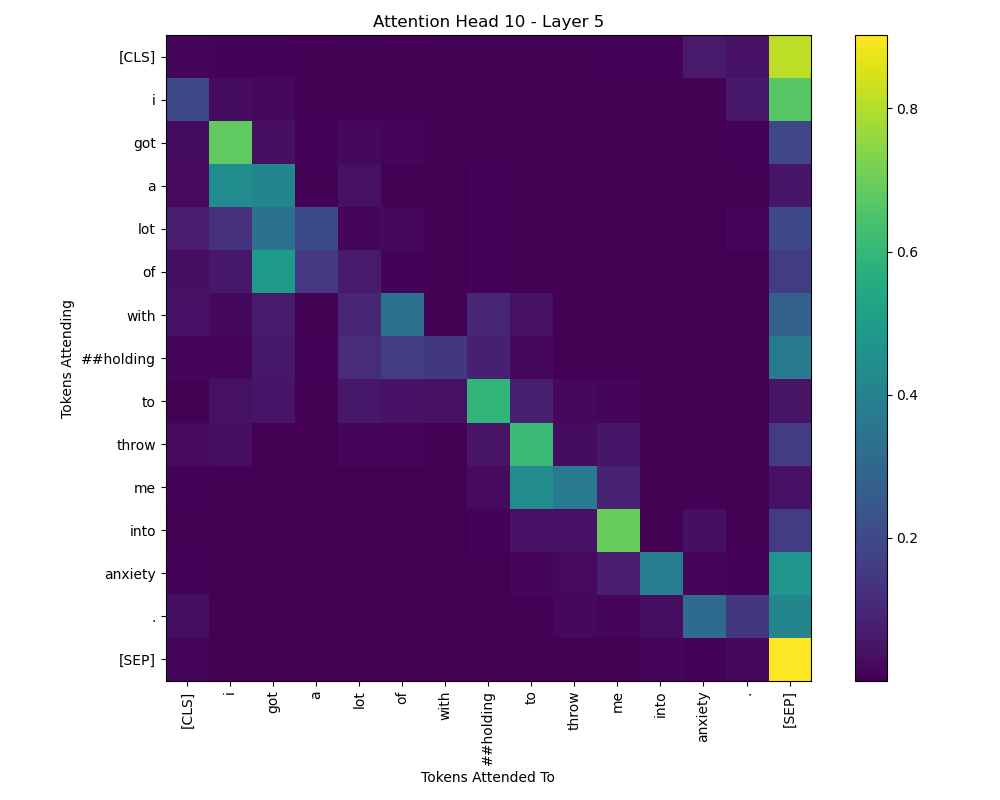 Attention Head 10 - Layer 5
[CLS]
i
got
a
lot
of
with
##holding
to
throw
me
into
anxiety
.
[SEP]
Tokens Attending
[CLS]
i
got
a
lot
of
with
##holding
to
throw
me
into
anxiety
.
[SEP]
Tokens Attended To
0.8
0.6
0.4
0.2